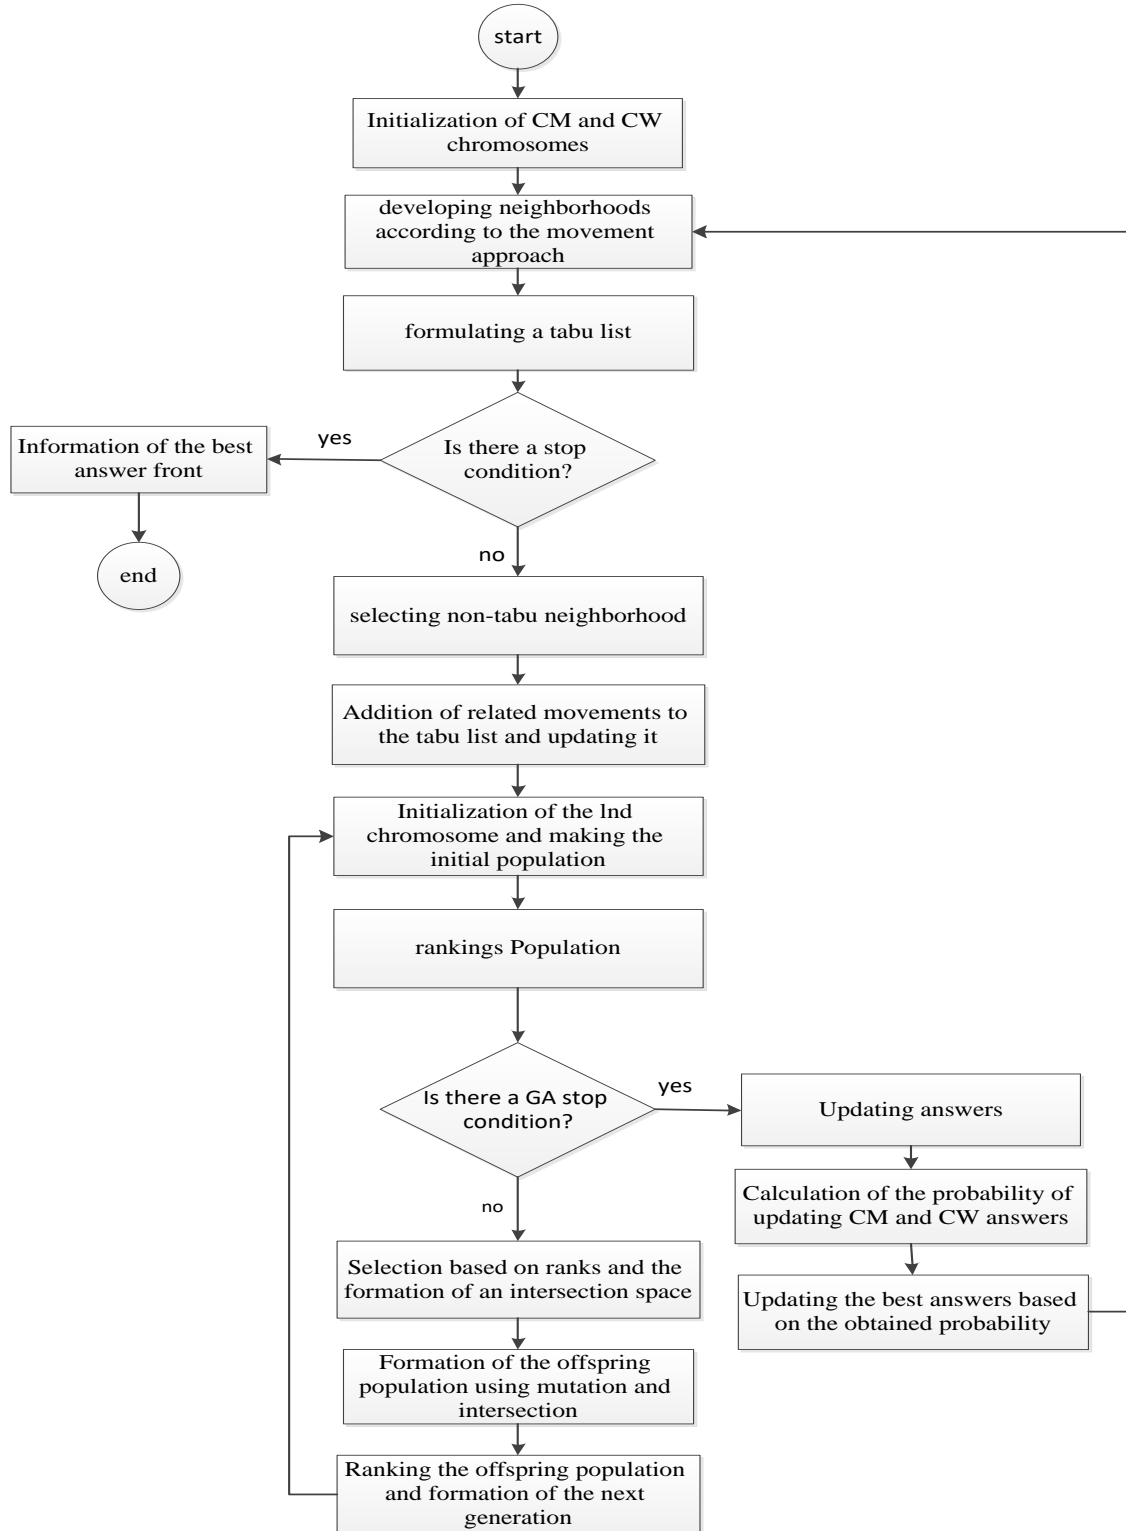 start
Initialization of CM and CW
chromosomes
developing neighborhoods
according to the movement
approach
formulating a tabu list
Is there a stop
condition?
yes
Information of the best
answer front
end
no
selecting non-tabu neighborhood
Addition of related movements to
the tabu list and updating it
Initialization of the lnd
chromosome and making the
initial population
rankings Population
Is there a GA stop
condition?
yes
Updating answers
Calculation of the probability of
updating CM and CW answers
Updating the best answers based
on the obtained probability
no
Selection based on ranks and the
formation of an intersection space
Formation of the offspring
population using mutation and
intersection
Ranking the offspring population
and formation of the next
generation